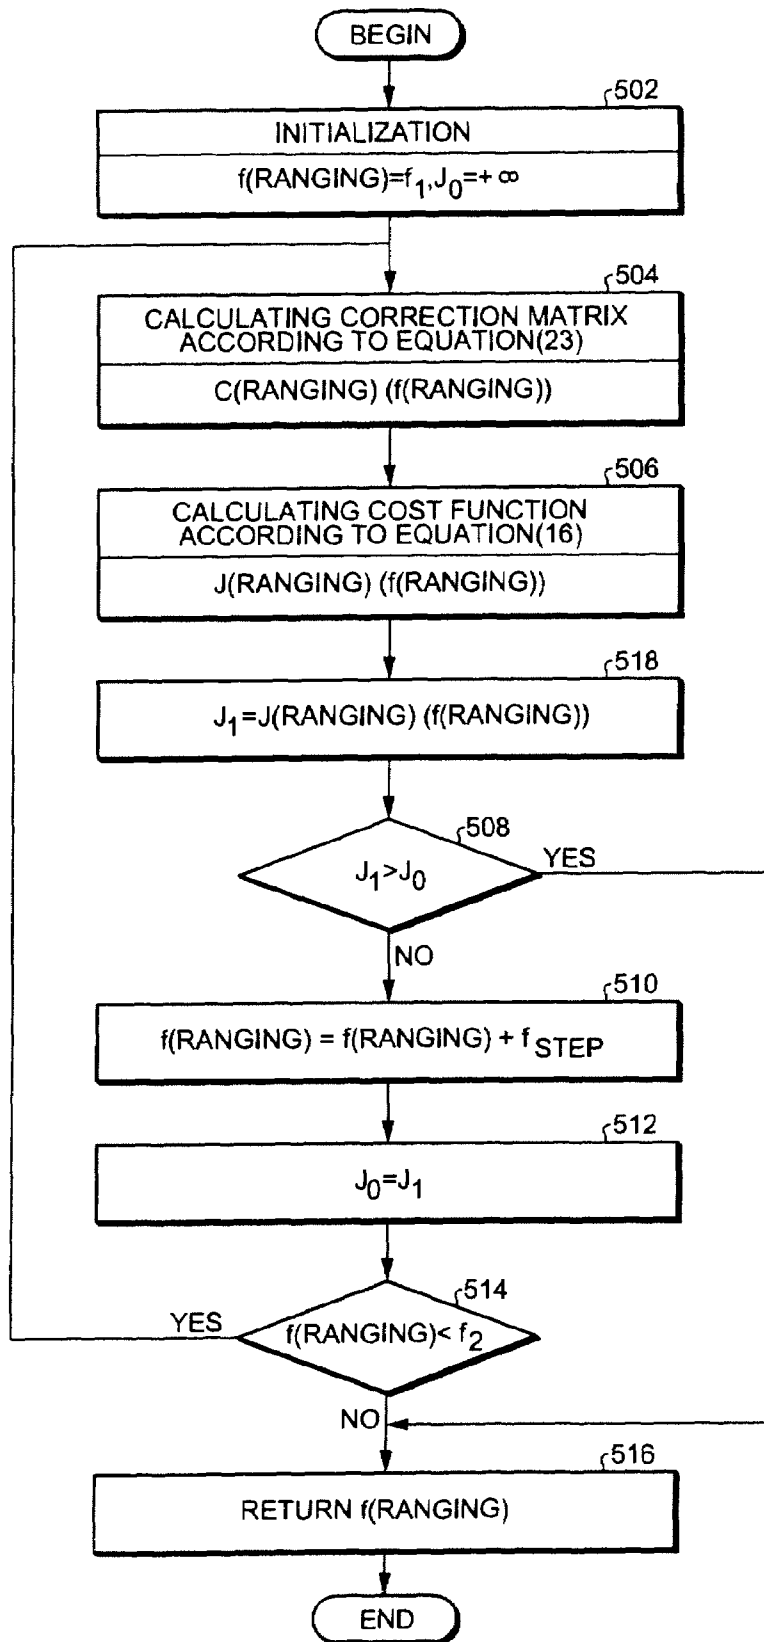 BEGIN
502
INITIALIZATION
f(RANGING)=f1,J0=+∞
504
CALCULATING CORRECTION MATRIX
ACCORDING TO EQUATION(23)
C(RANGING) (f(RANGING))
506
CALCULATING COST FUNCTION
ACCORDING TO EQUATION(16)
J(RANGING) (f(RANGING))
518
J1=J(RANGING) (f(RANGING))
508
J1>J0
YES
NO
510
f(RANGING) = f(RANGING) + fSTEP
512
J0=J1
514
YES
f(RANGING)< f2
NO
516
RETURN f(RANGING)
END